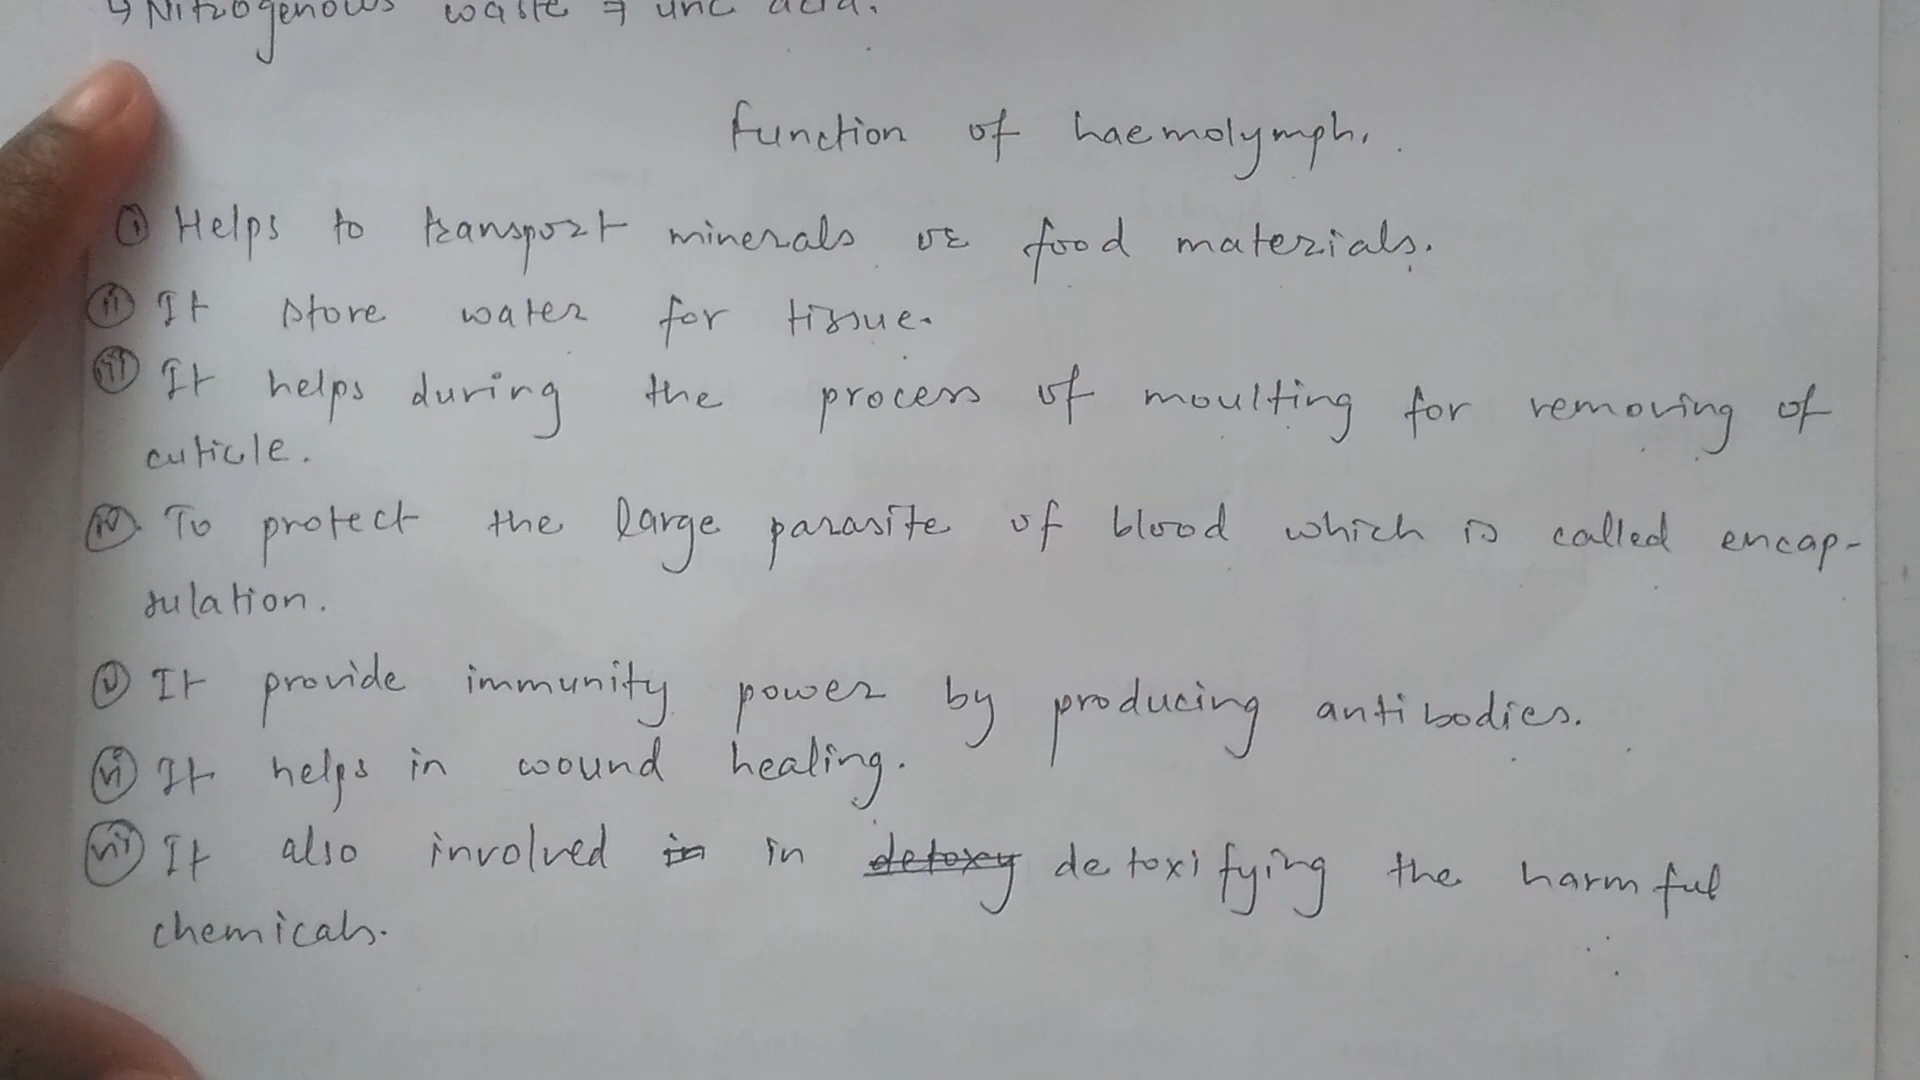 ↳ Nitrogenous waste → uric acid.
function of haemolymph.
(i) Helps to transport minerals or food materials.
(ii) It store water for tissue.
(iii) It helps during the process of moulting for removing of
cuticle.
(iv). To protect the large parasite of blood which is called encap-
sulation.
(v) It provide immunity power by producing antibodies.
(vi) It helps in wound healing.
(vii) It also involved in in detoxy detoxifying the harmful
chemicals.